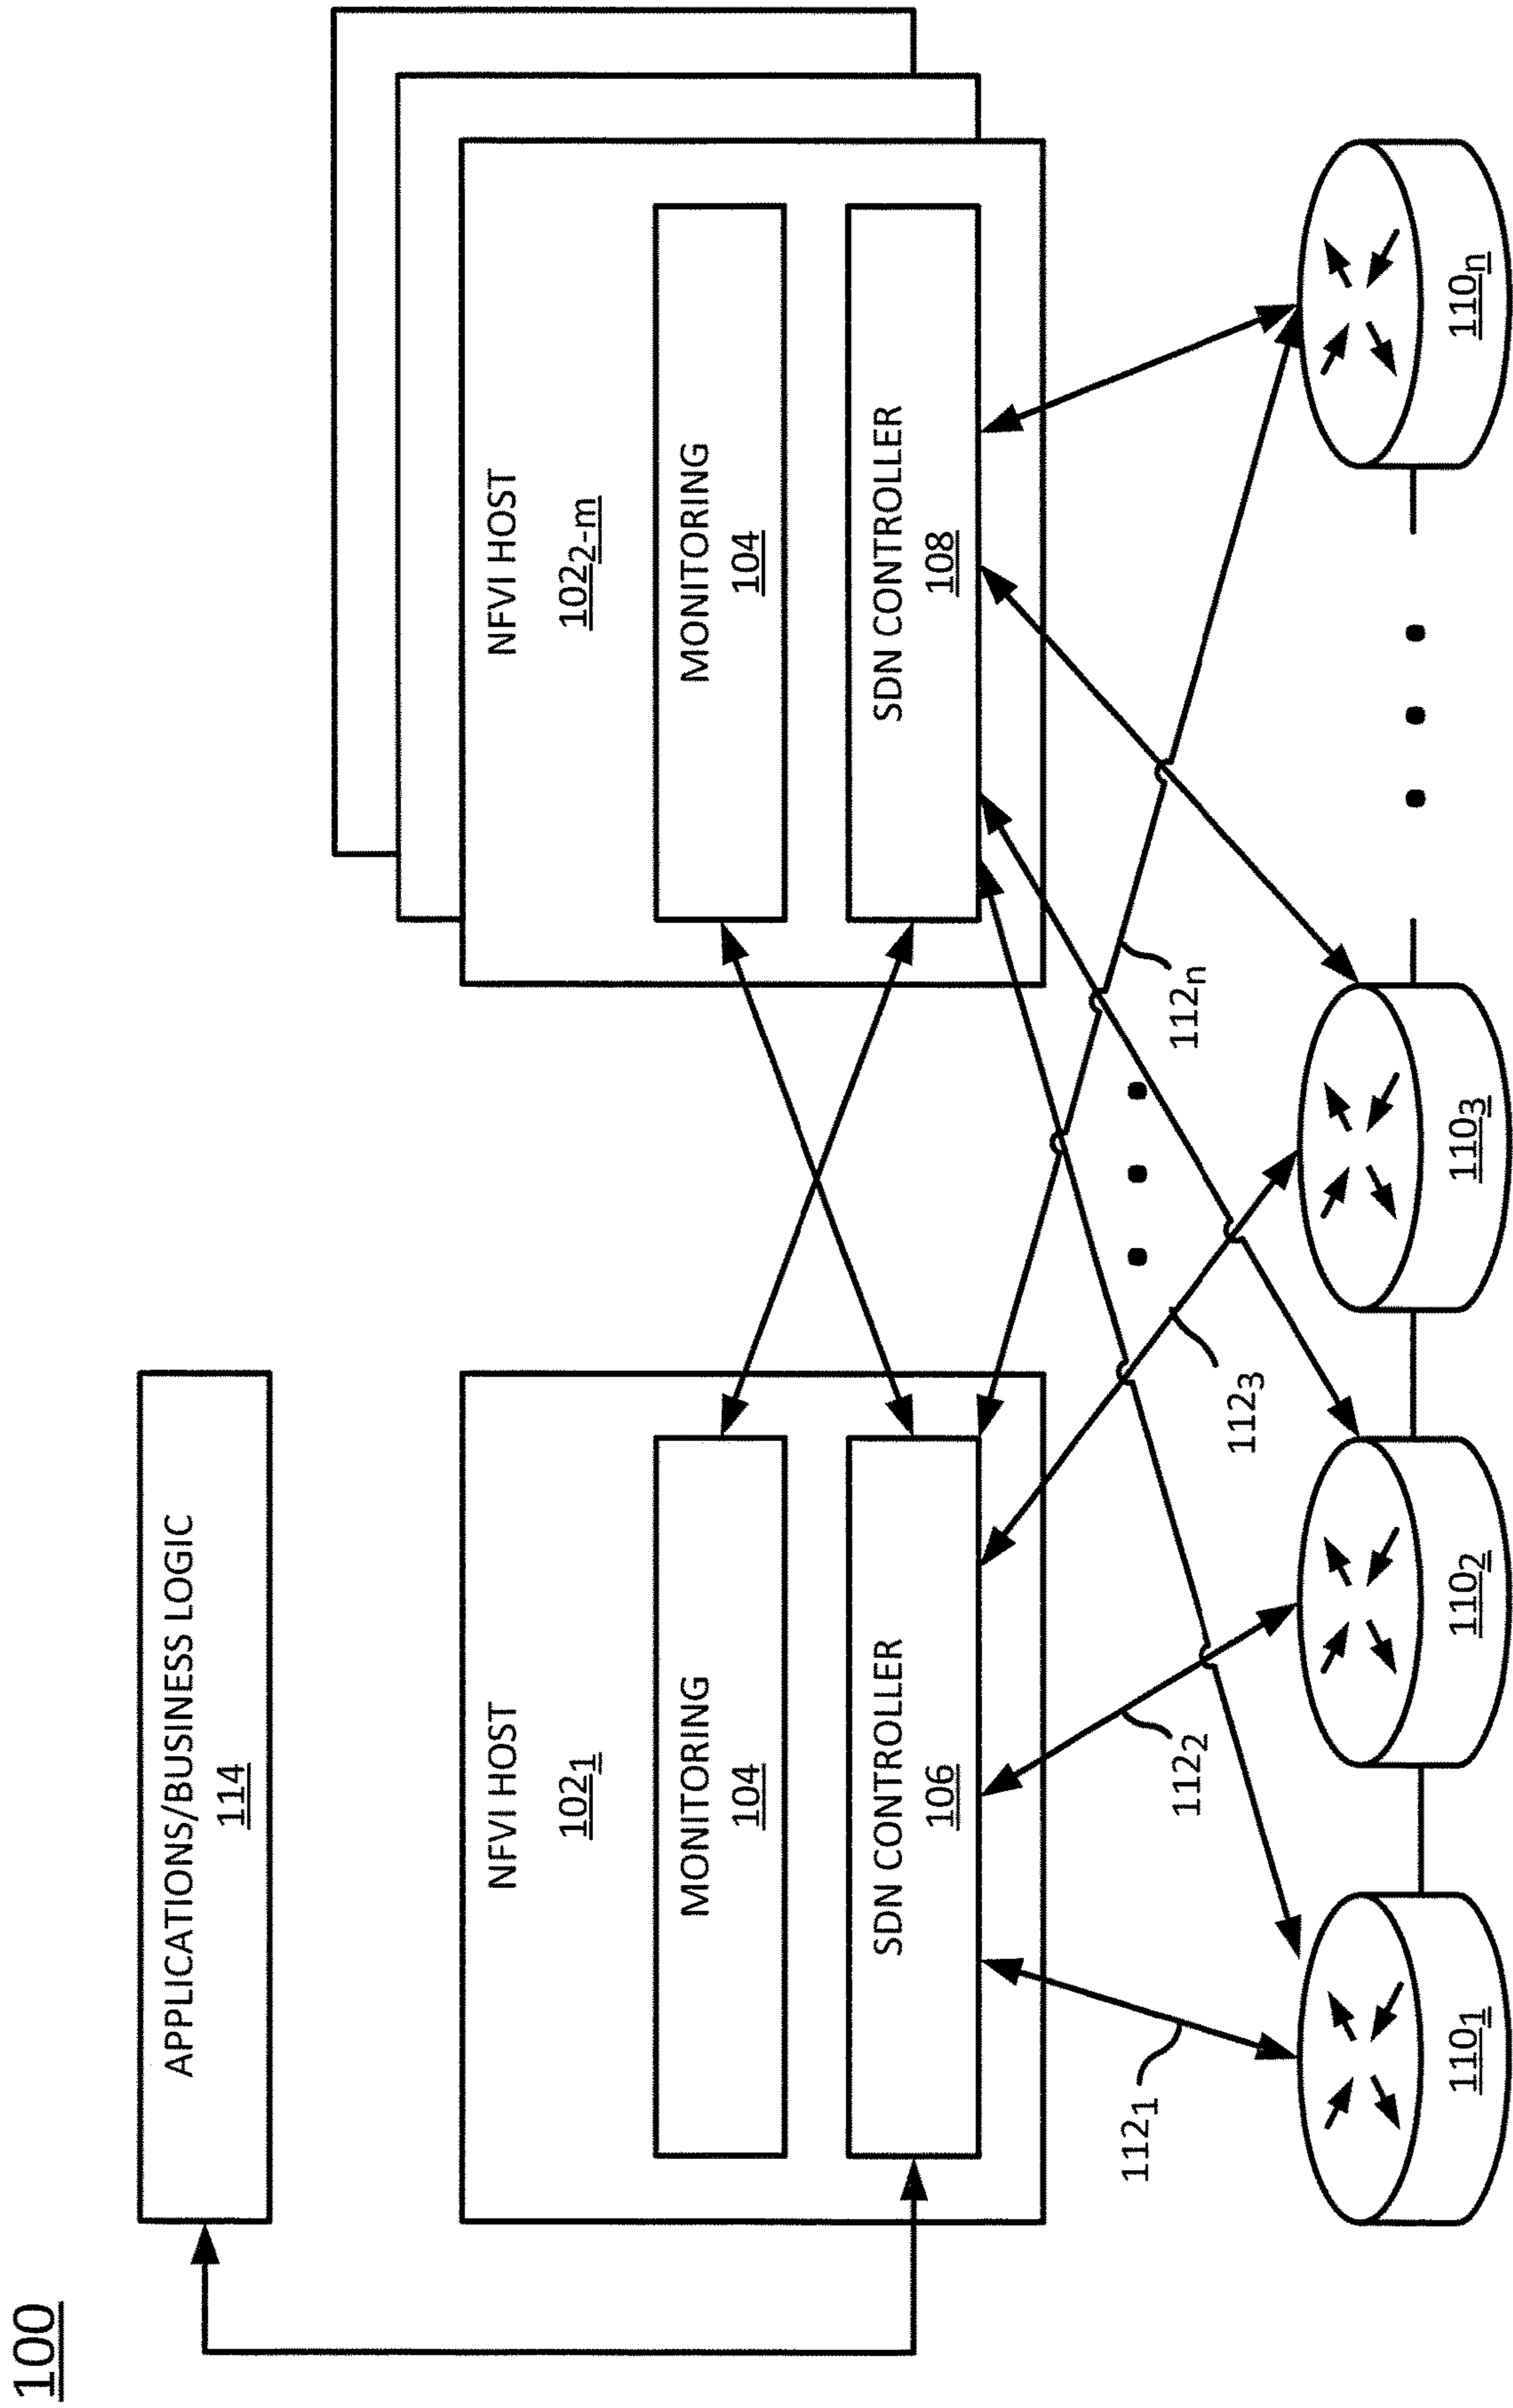 100
APPLICATIONS/BUSINESS LOGIC
114
NFVI HOST
102₁
MONITORING
104
SDN CONTROLLER
106
NFVI HOST
102₂₋ₘ
MONITORING
104
SDN CONTROLLER
108
112₁
112₂
112₃
112ₙ
110₁
110₂
110₃
110ₙ